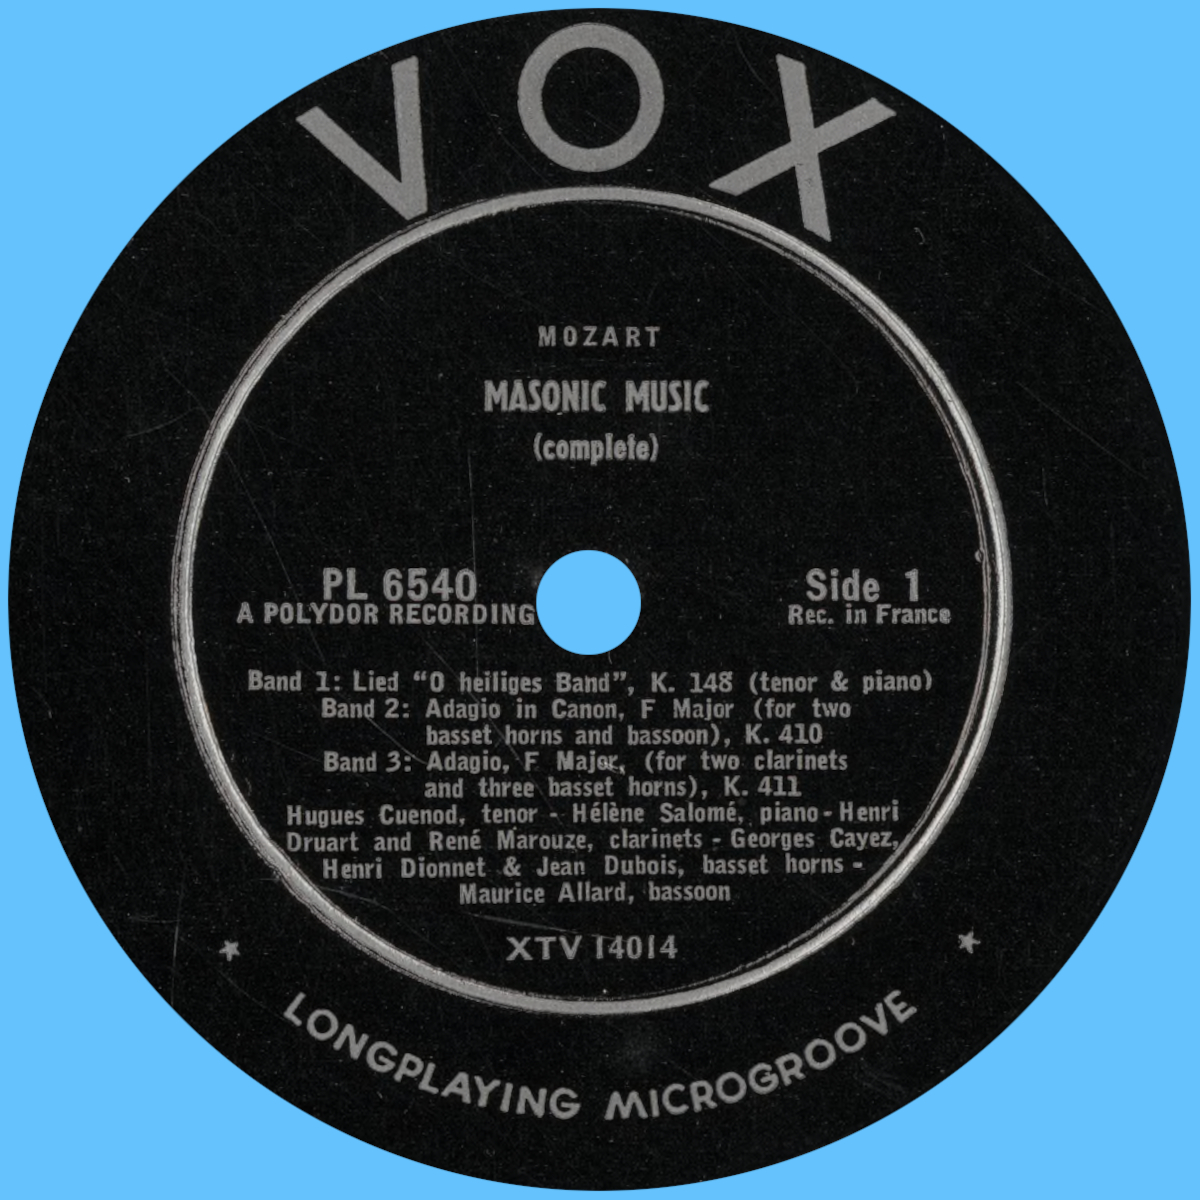 VOX
MOZART
MASONIC MUSIC
(complete)
PL 6540
A POLYDOR RECORDING
Side 1
Rec. in France
Band 1: Lied "O heiliges Band", K. 148 (tenor & piano)
Band 2: Adagio in Canon, F Major (for two
basset horns and bassoon), K. 410
Band 3: Adagio, F Major, (for two clarinets
and three basset horns), K. 411
Hugues Cuenod, tenor - Hélène Salomé, piano - Henri
Druart and René Marouze, clarinets - Georges Cayez,
Henri Dionnet & Jean Dubois, basset horns -
Maurice Allard, bassoon
XTV 14014
LONGPLAYING MICROGROOVE